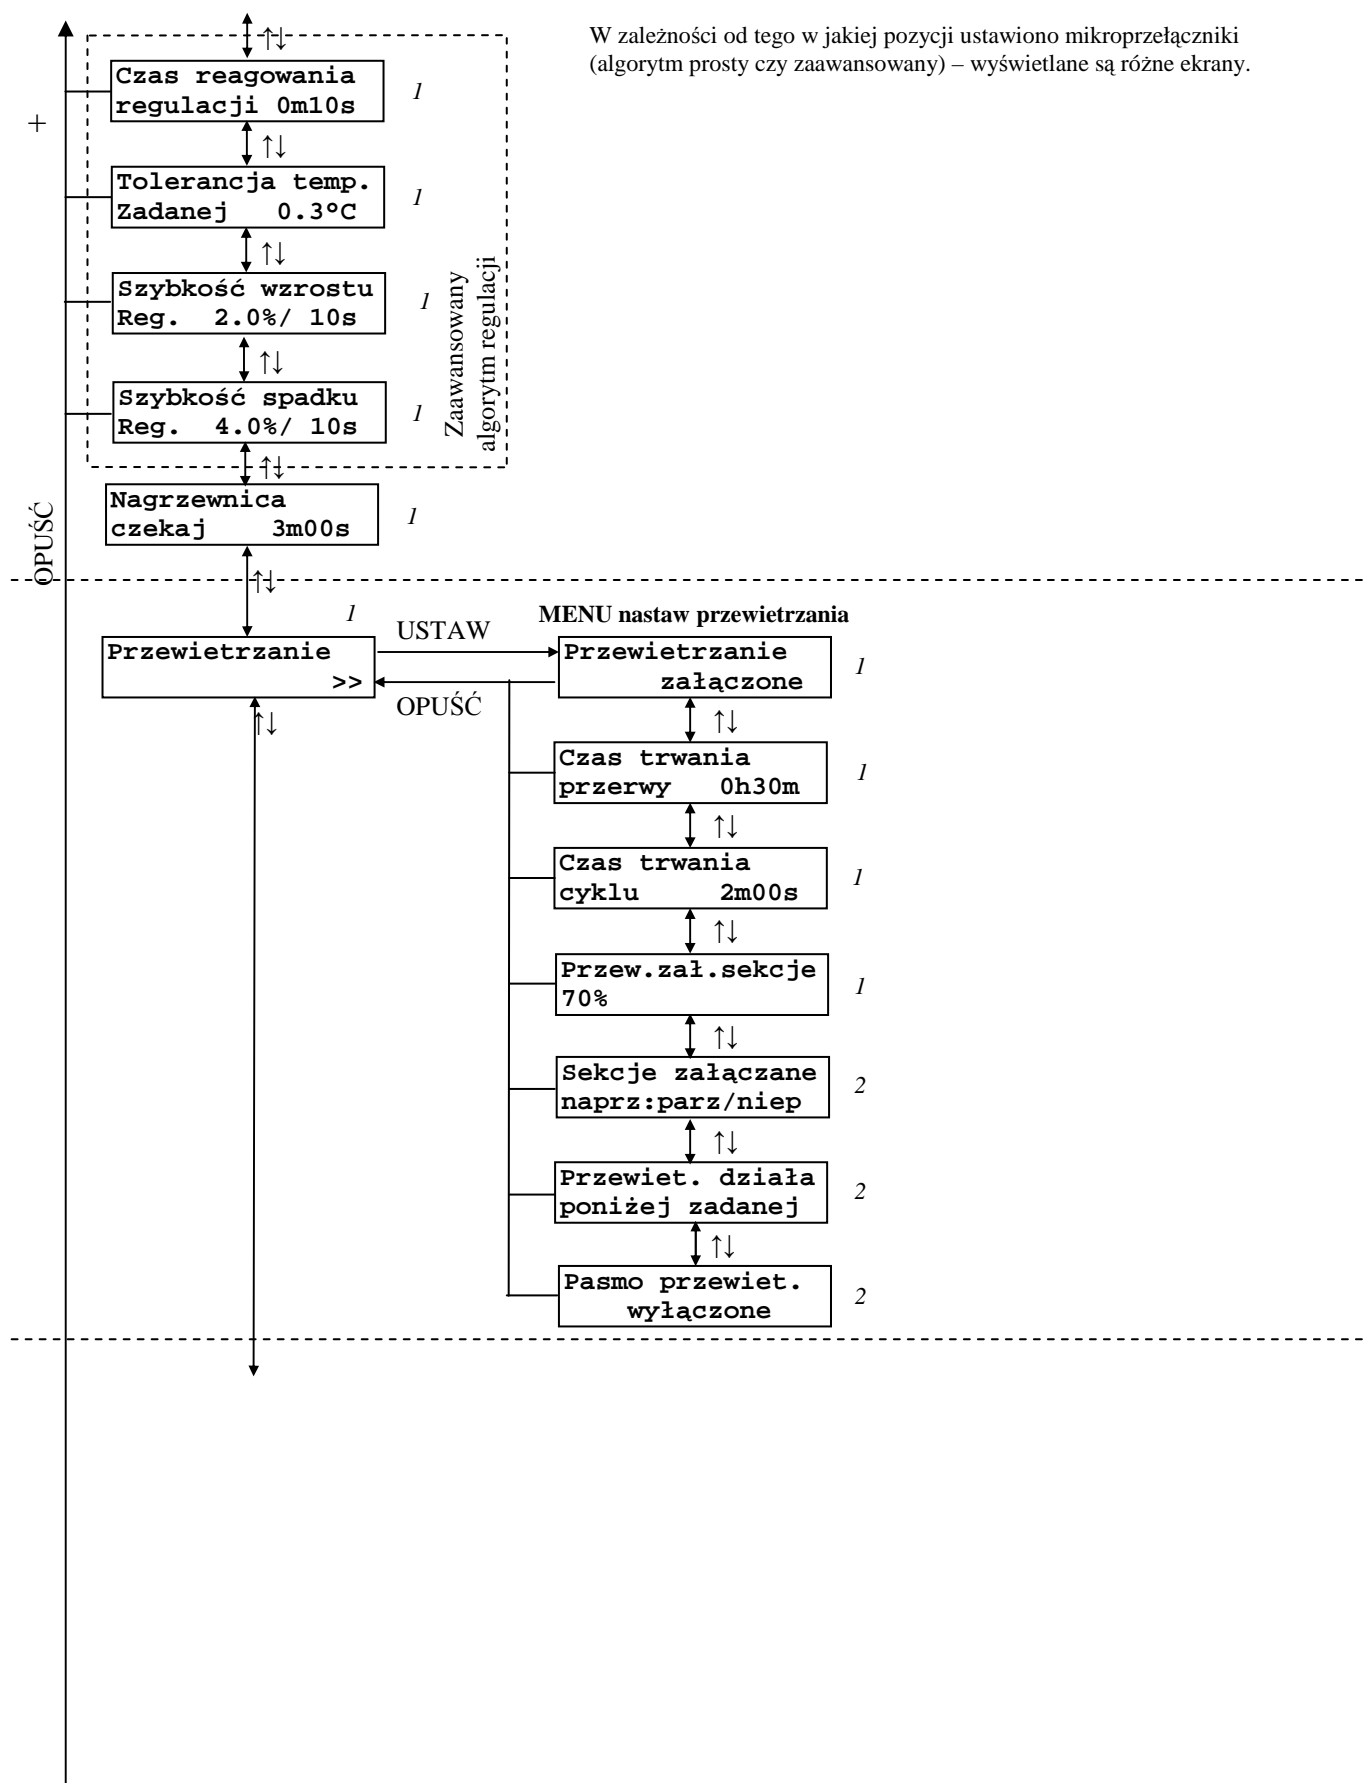 ↑↓
W zależności od tego w jakiej pozycji ustawiono mikroprzełączniki
(algorytm prosty czy zaawansowany) – wyświetlane są różne ekrany.
Czas reagowania
regulacji 0m10s
1
+
↑↓
Tolerancja temp.
Zadanej 0.3°C
1
↑↓
Szybkość wzrostu
Reg. 2.0%/ 10s
1
↑↓
Szybkość spadku
Reg. 4.0%/ 10s
1
Zaawansowany
algorytm regulacji
↑↓
Nagrzewnica
czekaj 3m00s
1
OPUŚĆ
↑↓
1
MENU nastaw przewietrzania
Przewietrzanie
>>
USTAW
OPUŚĆ
↑↓
Przewietrzanie
załączone
1
↑↓
Czas trwania
przerwy 0h30m
1
↑↓
Czas trwania
cyklu 2m00s
1
↑↓
Przew.zał.sekcje
70%
1
↑↓
Sekcje załączane
naprz:parz/niep
2
↑↓
Przewiet. działa
poniżej zadanej
2
↑↓
Pasmo przewiet.
wyłączone
2